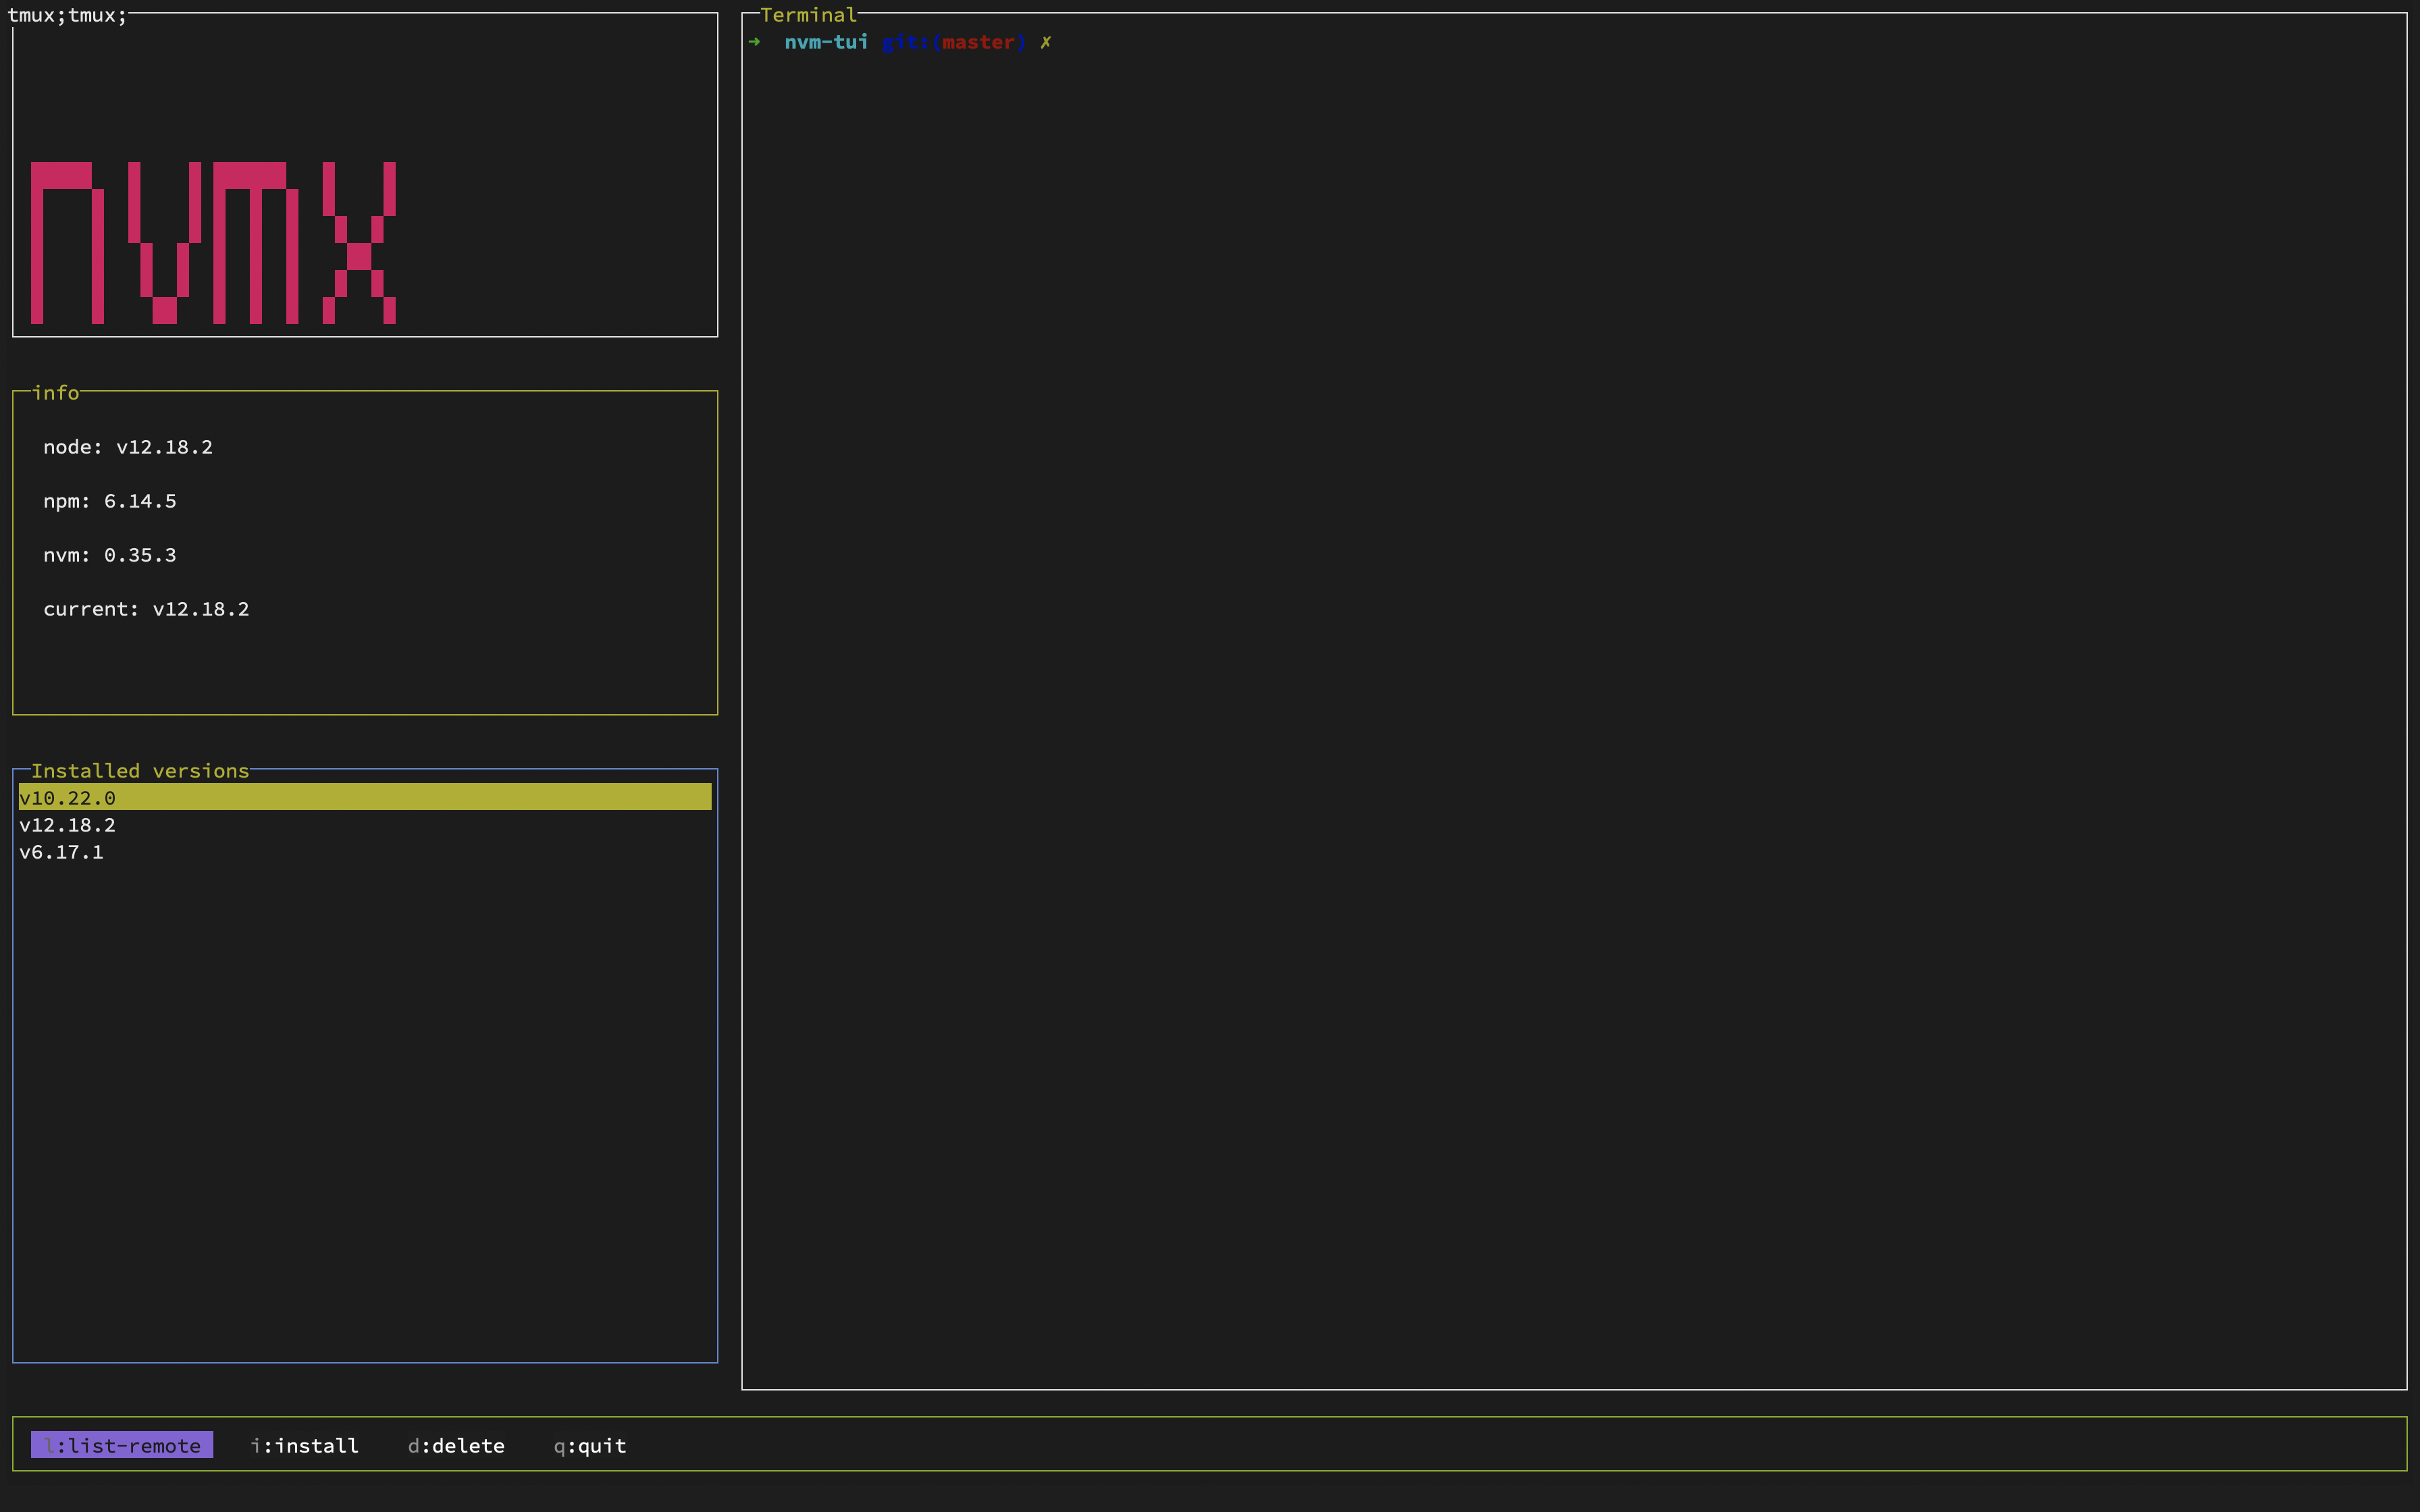 tmux;tmux;
nvmx
info
node: v12.18.2
npm: 6.14.5
nvm: 0.35.3
current: v12.18.2
Installed versions
v10.22.0
v12.18.2
v6.17.1
Terminal
➜ nvm-tui git:(master) ✗
l:list-remote i:install d:delete q:quit